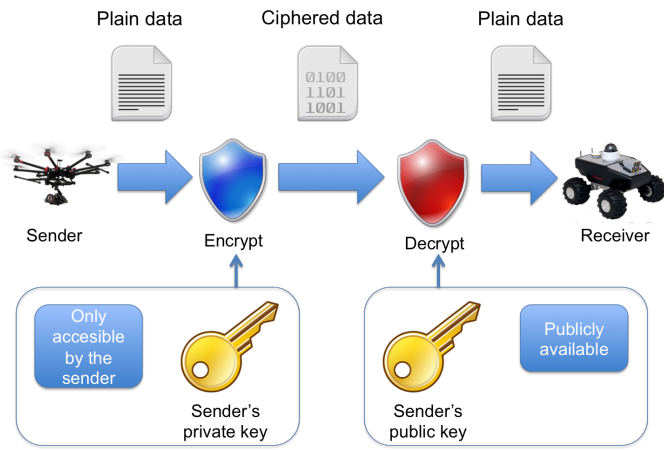 Plain data
Ciphered data
Plain data
0100
1101
1001
Sender
Encrypt
Decrypt
Receiver
Only
accesible
by the
sender
Sender's
private key
Sender's
public key
Publicly
available